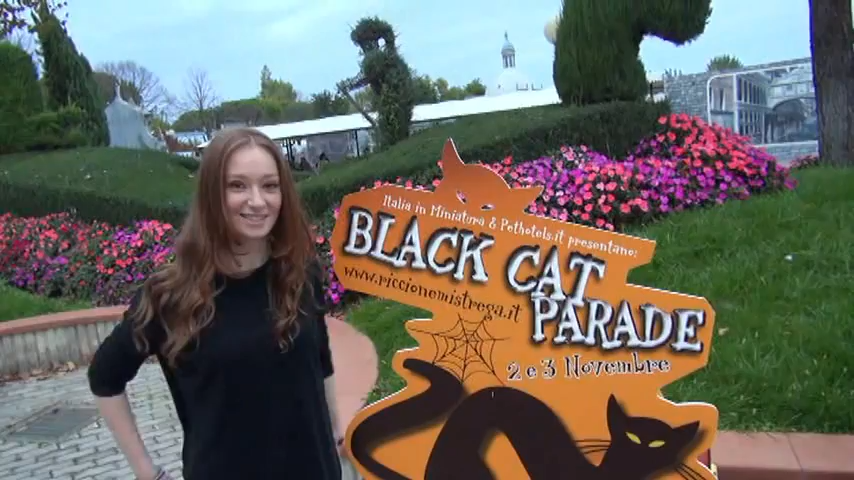 Italia in Miniatura & Pethotels.it presentano:
BLACK CAT
PARADE
www.riccionemistrega.it
2 e 3 Novembre